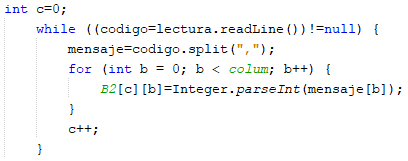 int c=0;
while ((codigo=lectura.readLine())!=null) {
mensaje=codigo.split(",");
for (int b = 0; b < colum; b++) {
B2[c][b]=Integer.parseInt(mensaje[b]);
}
c++;
}